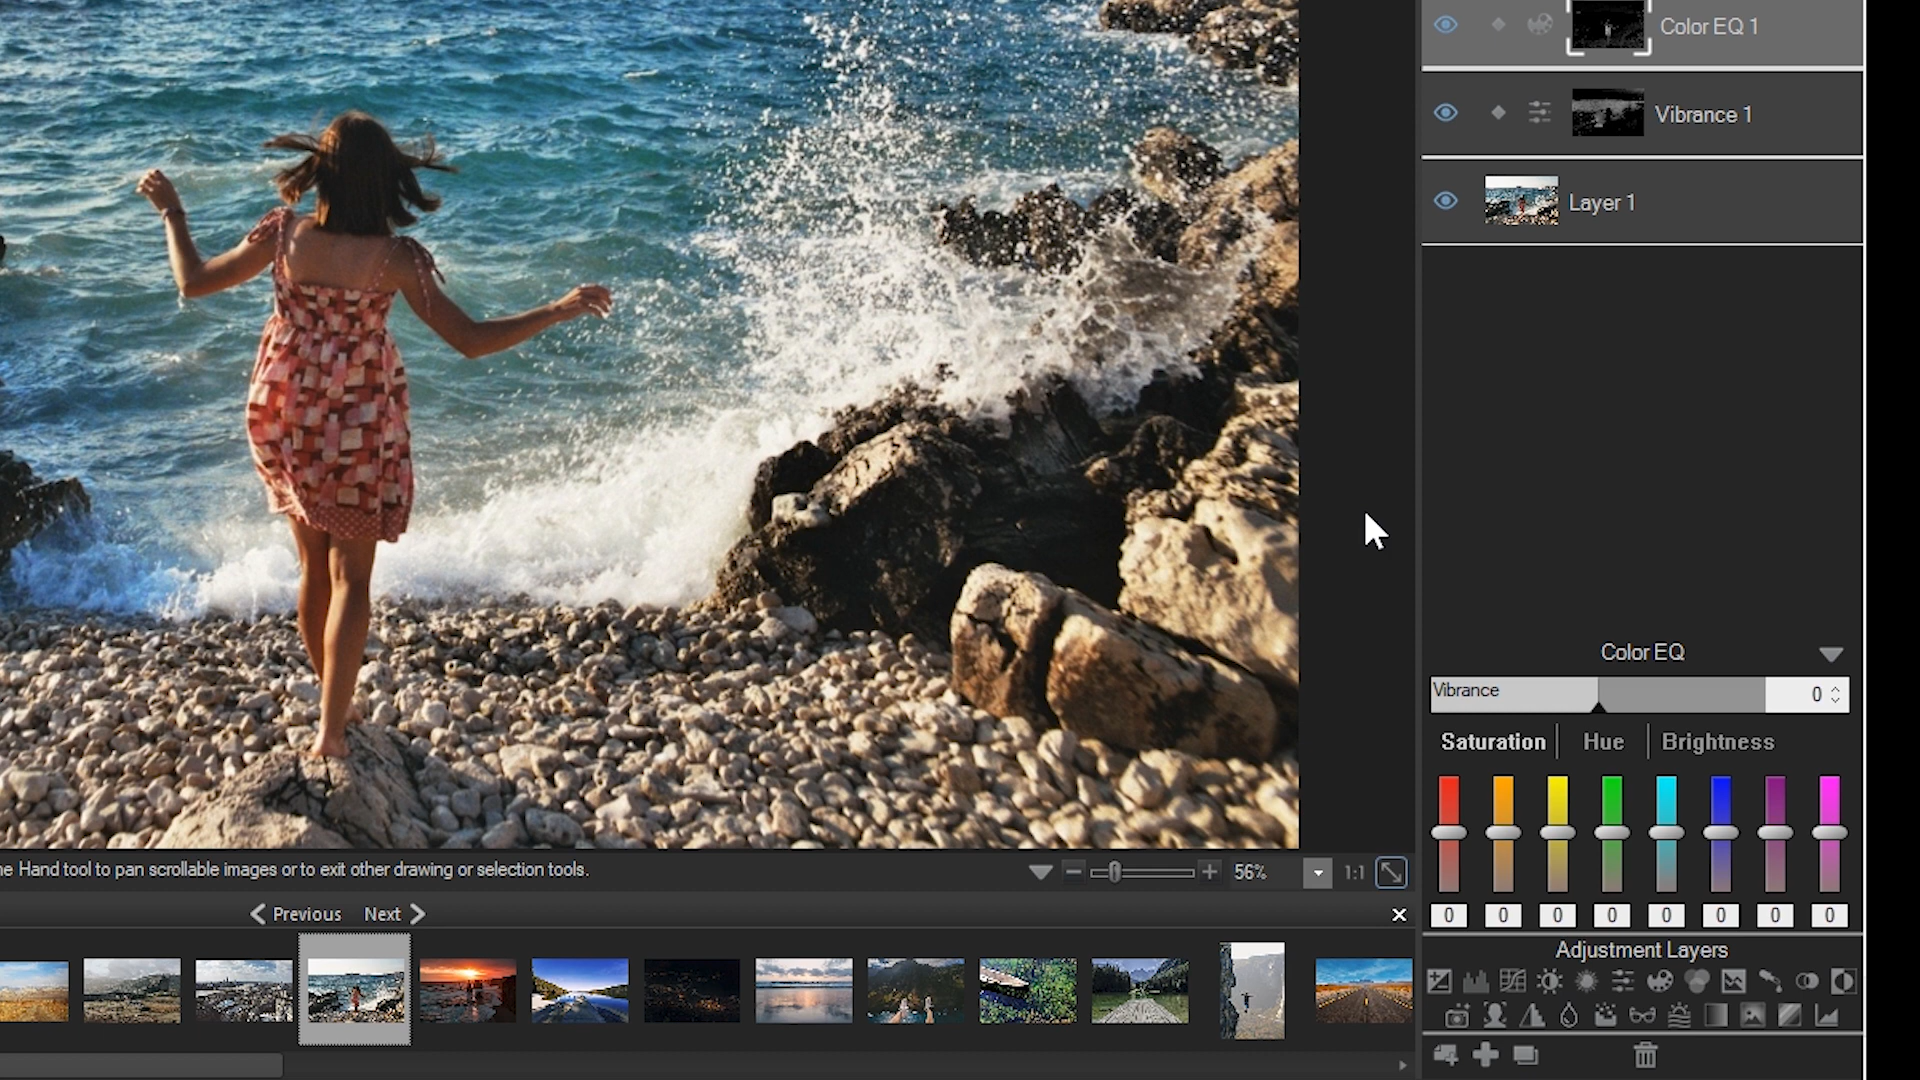 Color EQ 1
Vibrance 1
Layer 1
Color EQ
Vibrance 0
Saturation Hue Brightness
0 0 0 0 0 0 0 0
Adjustment Layers
Hand tool to pan scrollable images or to exit other drawing or selection tools.
56% 1:1
Previous Next